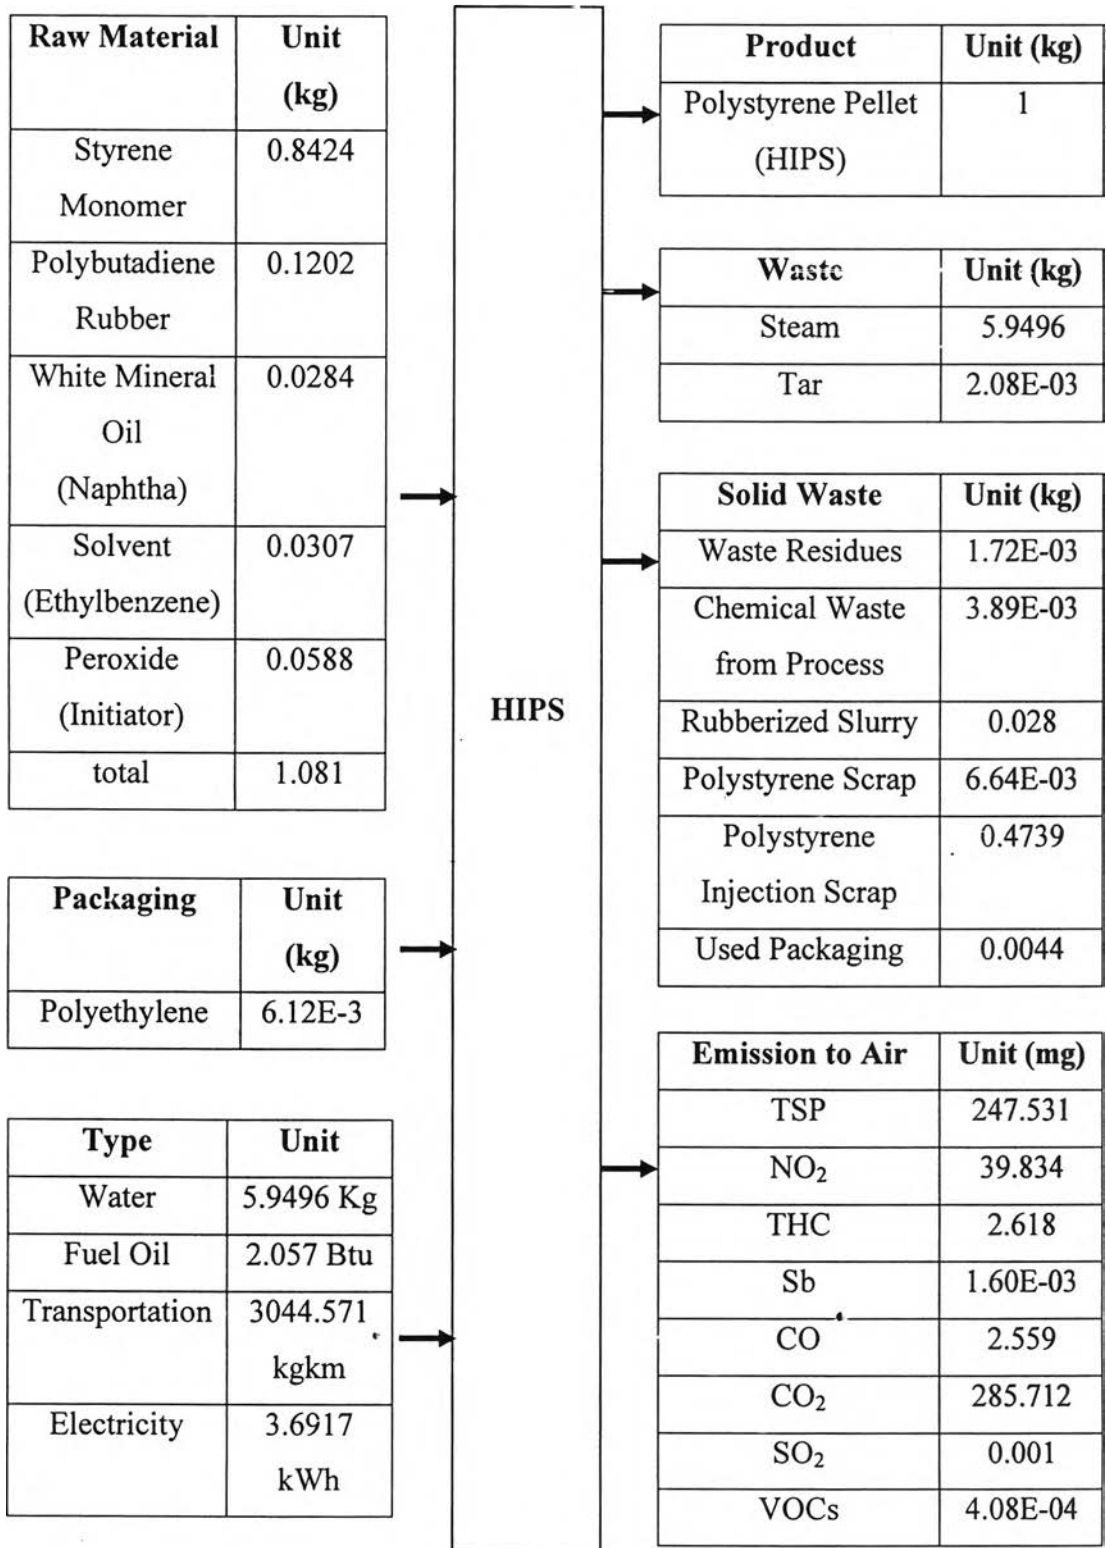 Raw Material Unit
(kg)
Styrene 0.8424
Monomer
Polybutadiene 0.1202
Rubber
White Mineral 0.0284
Oil
(Naphtha)
Solvent 0.0307
(Ethylbenzene)
Peroxide 0.0588
(Initiator)
total 1.081
Packaging Unit
(kg)
Polyethylene 6.12E-3
Type Unit
Water 5.9496 Kg
Fuel Oil 2.057 Btu
Transportation 3044.571
kgkm
Electricity 3.6917
kWh
HIPS
Product Unit (kg)
Polystyrene Pellet 1
(HIPS)
Waste Unit (kg)
Steam 5.9496
Tar 2.08E-03
Solid Waste Unit (kg)
Waste Residues 1.72E-03
Chemical Waste 3.89E-03
from Process
Rubberized Slurry 0.028
Polystyrene Scrap 6.64E-03
Polystyrene 0.4739
Injection Scrap
Used Packaging 0.0044
Emission to Air Unit (mg)
TSP 247.531
NO₂ 39.834
THC 2.618
Sb 1.60E-03
CO 2.559
CO₂ 285.712
SO₂ 0.001
VOCs 4.08E-04